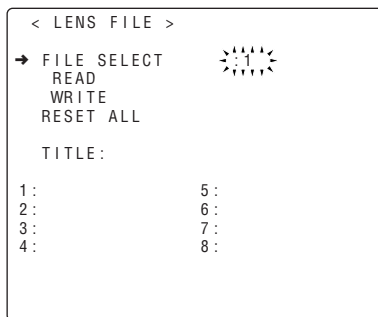 < LENS FILE >
➔ FILE SELECT :1
READ
WRITE
RESET ALL
TITLE:
1: 5:
2: 6:
3: 7:
4: 8: